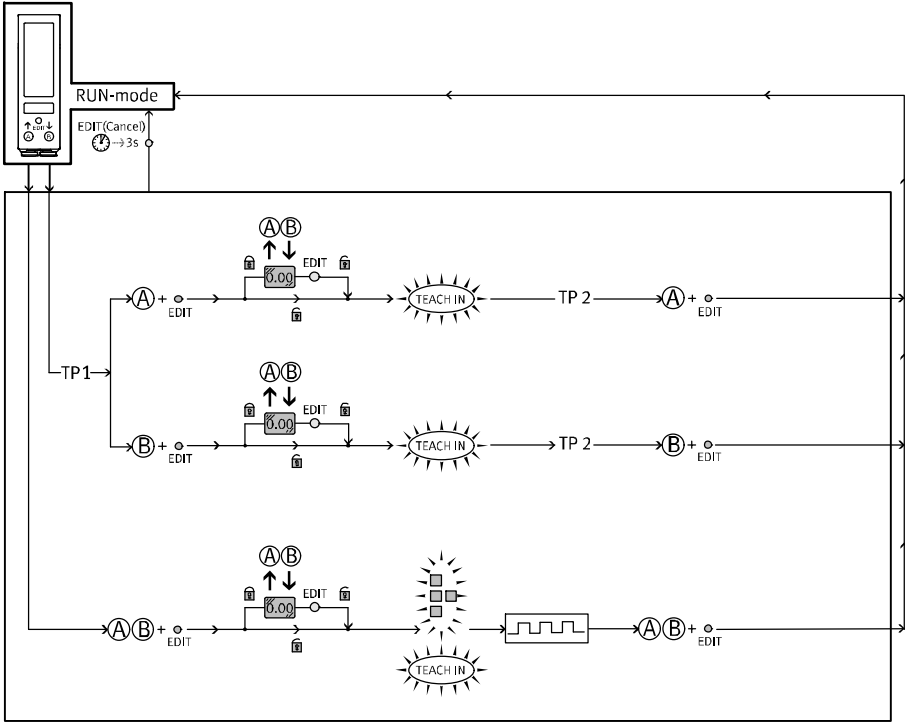 RUN-mode
↑ EDIT ↓
A B
EDIT(Cancel)
→3s
A B
EDIT
0.00
A + EDIT
TEACH IN
TP 2
A + EDIT
TP1
A B
EDIT
0.00
B + EDIT
TEACH IN
TP 2
B + EDIT
A B
EDIT
0.00
A B + EDIT
TEACH IN
A B + EDIT